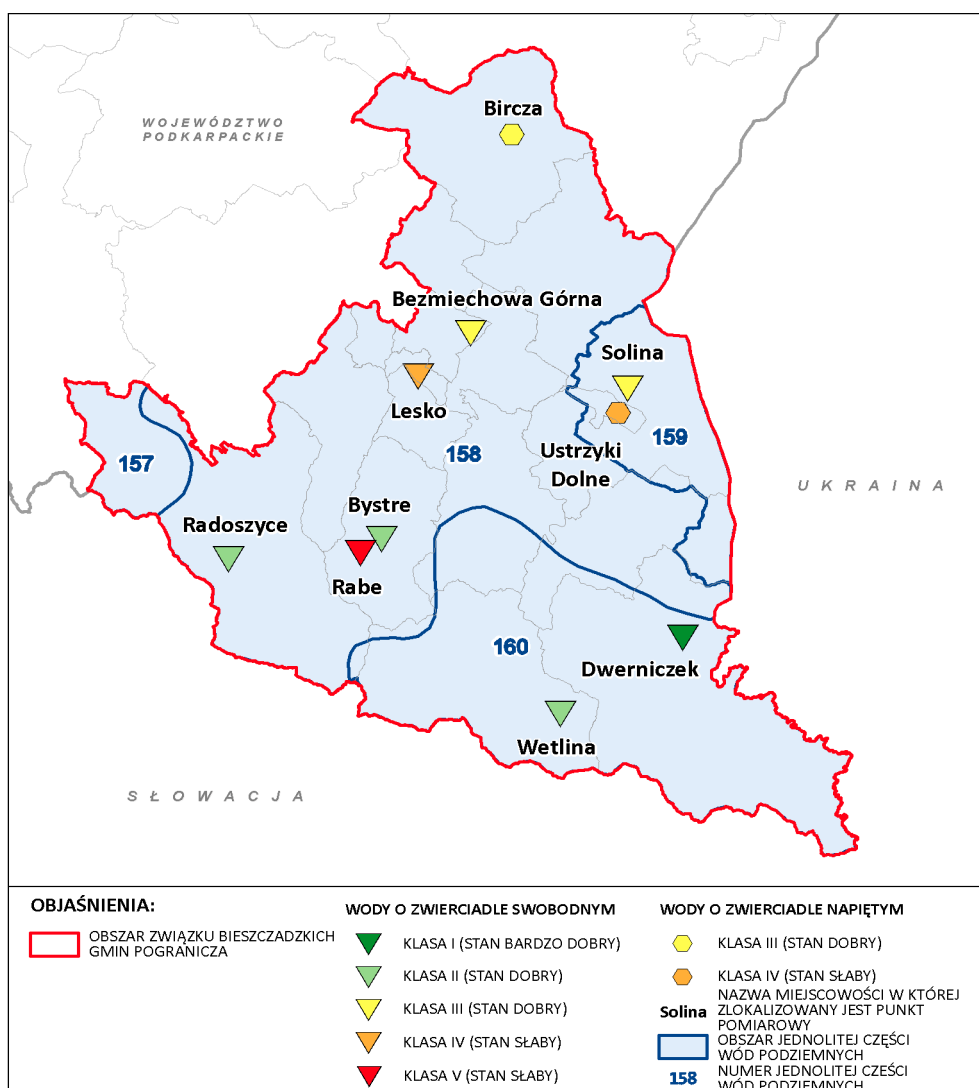 WOJEWÓDZTWO
PODKARPACKIE
Bircza
Bezmiechowa Górna
Solina
Lesko
159
158
Ustrzyki
Dolne
157
UKRAINA
Bystre
Radoszyce
Rabe
160
Dwerniczek
Wetlina
SŁOWACJA
OBJAŚNIENIA:
OBSZAR ZWIĄZKU BIESZCZADZKICH
GMIN POGRANICZA
WODY O ZWIERCIADLE SWOBODNYM
KLASA I (STAN BARDZO DOBRY)
KLASA II (STAN DOBRY)
KLASA III (STAN DOBRY)
KLASA IV (STAN SŁABY)
KLASA V (STAN SŁABY)
WODY O ZWIERCIADLE NAPIĘTYM
KLASA III (STAN DOBRY)
KLASA IV (STAN SŁABY)
Solina
NAZWA MIEJSCOWOŚCI W KTÓREJ
ZLOKALIZOWANY JEST PUNKT
POMIAROWY
OBSZAR JEDNOLITEJ CZĘŚCI
WÓD PODZIEMNYCH
158
NUMER JEDNOLITEJ CZEŚCI
WÓD PODZIEMNYCH